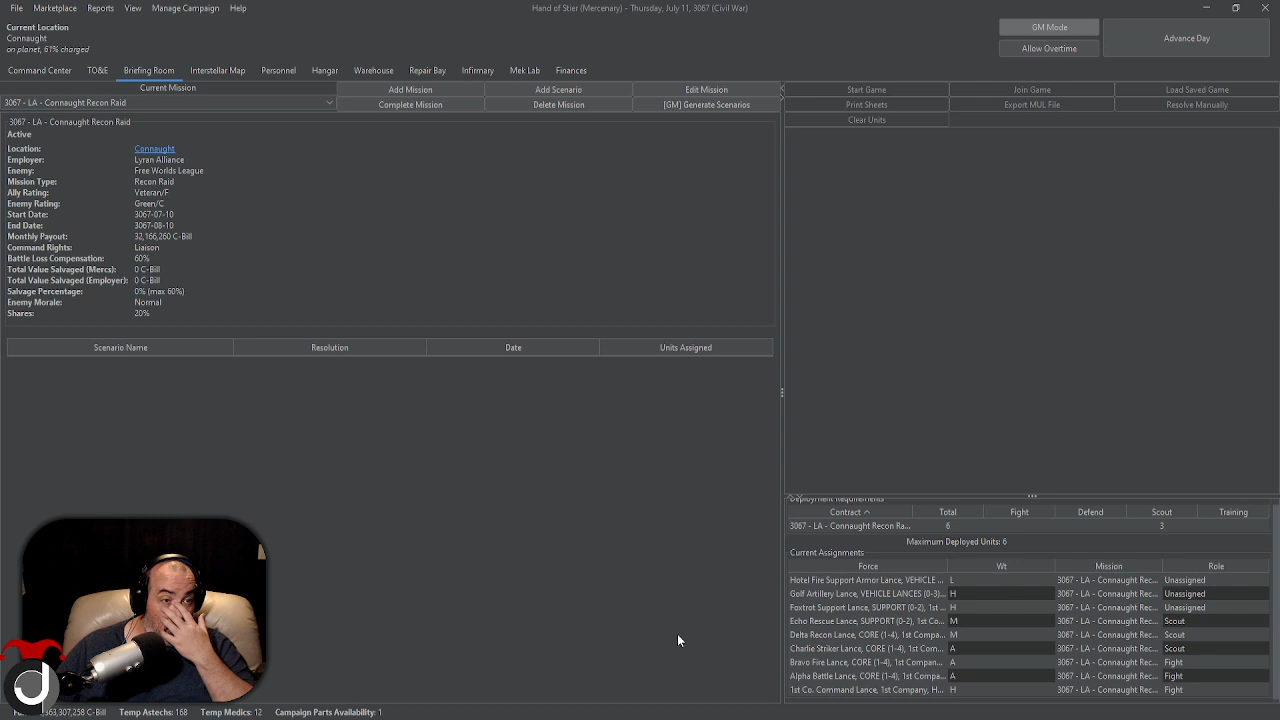 File Marketplace Reports View Manage Campaign Help
Hand of Stier (Mercenary) - Thursday, July 11, 3067 (Civil War)
Current Location
Connaught
on planet, 61% charged
GM Mode
Allow Overtime
Advance Day
Command Center TO&E Briefing Room Interstellar Map Personnel Hangar Warehouse Repair Bay Infirmary Mek Lab Finances
Current Mission
3067 - LA - Connaught Recon Raid
Add Mission Add Scenario Edit Mission
Complete Mission Delete Mission [GM] Generate Scenarios
3067 - LA - Connaught Recon Raid
Active
Location: Connaught
Employer: Lyran Alliance
Enemy: Free Worlds League
Mission Type: Recon Raid
Ally Rating: Veteran/F
Enemy Rating: Green/C
Start Date: 3067-07-10
End Date: 3067-08-10
Monthly Payout: 32,166,260 C-Bill
Command Rights: Liaison
Battle Loss Compensation: 60%
Total Value Salvaged (Mercs): 0 C-Bill
Total Value Salvaged (Employer): 0 C-Bill
Salvage Percentage: 0% (max 60%)
Enemy Morale: Normal
Shares: 20%
Scenario Name Resolution Date Units Assigned
Start Game Join Game Load Saved Game
Print Sheets Export MUL File Resolve Manually
Clear Units
Deployment Requirements
Contract Total Fight Defend Scout Training
3067 - LA - Connaught Recon Ra... 6 3
Maximum Deployed Units: 6
Current Assignments
Force Wt Mission Role
Hotel Fire Support Armor Lance, VEHICLE ... L 3067 - LA - Connaught Rec... Unassigned
Golf Artillery Lance, VEHICLE LANCES (0-3)... H 3067 - LA - Connaught Rec... Unassigned
Foxtrot Support Lance, SUPPORT (0-2), 1st ... H 3067 - LA - Connaught Rec... Unassigned
Echo Rescue Lance, SUPPORT (0-2), 1st Co... M 3067 - LA - Connaught Rec... Scout
Delta Recon Lance, CORE (1-4), 1st Compa... M 3067 - LA - Connaught Rec... Scout
Charlie Striker Lance, CORE (1-4), 1st Com... A 3067 - LA - Connaught Rec... Scout
Bravo Fire Lance, CORE (1-4), 1st Compan... A 3067 - LA - Connaught Rec... Fight
Alpha Battle Lance, CORE (1-4), 1st Compa... A 3067 - LA - Connaught Rec... Fight
1st Co. Command Lance, 1st Company, H... H 3067 - LA - Connaught Rec... Fight
363,307,258 C-Bill Temp Astechs: 168 Temp Medics: 12 Campaign Parts Availability: 1